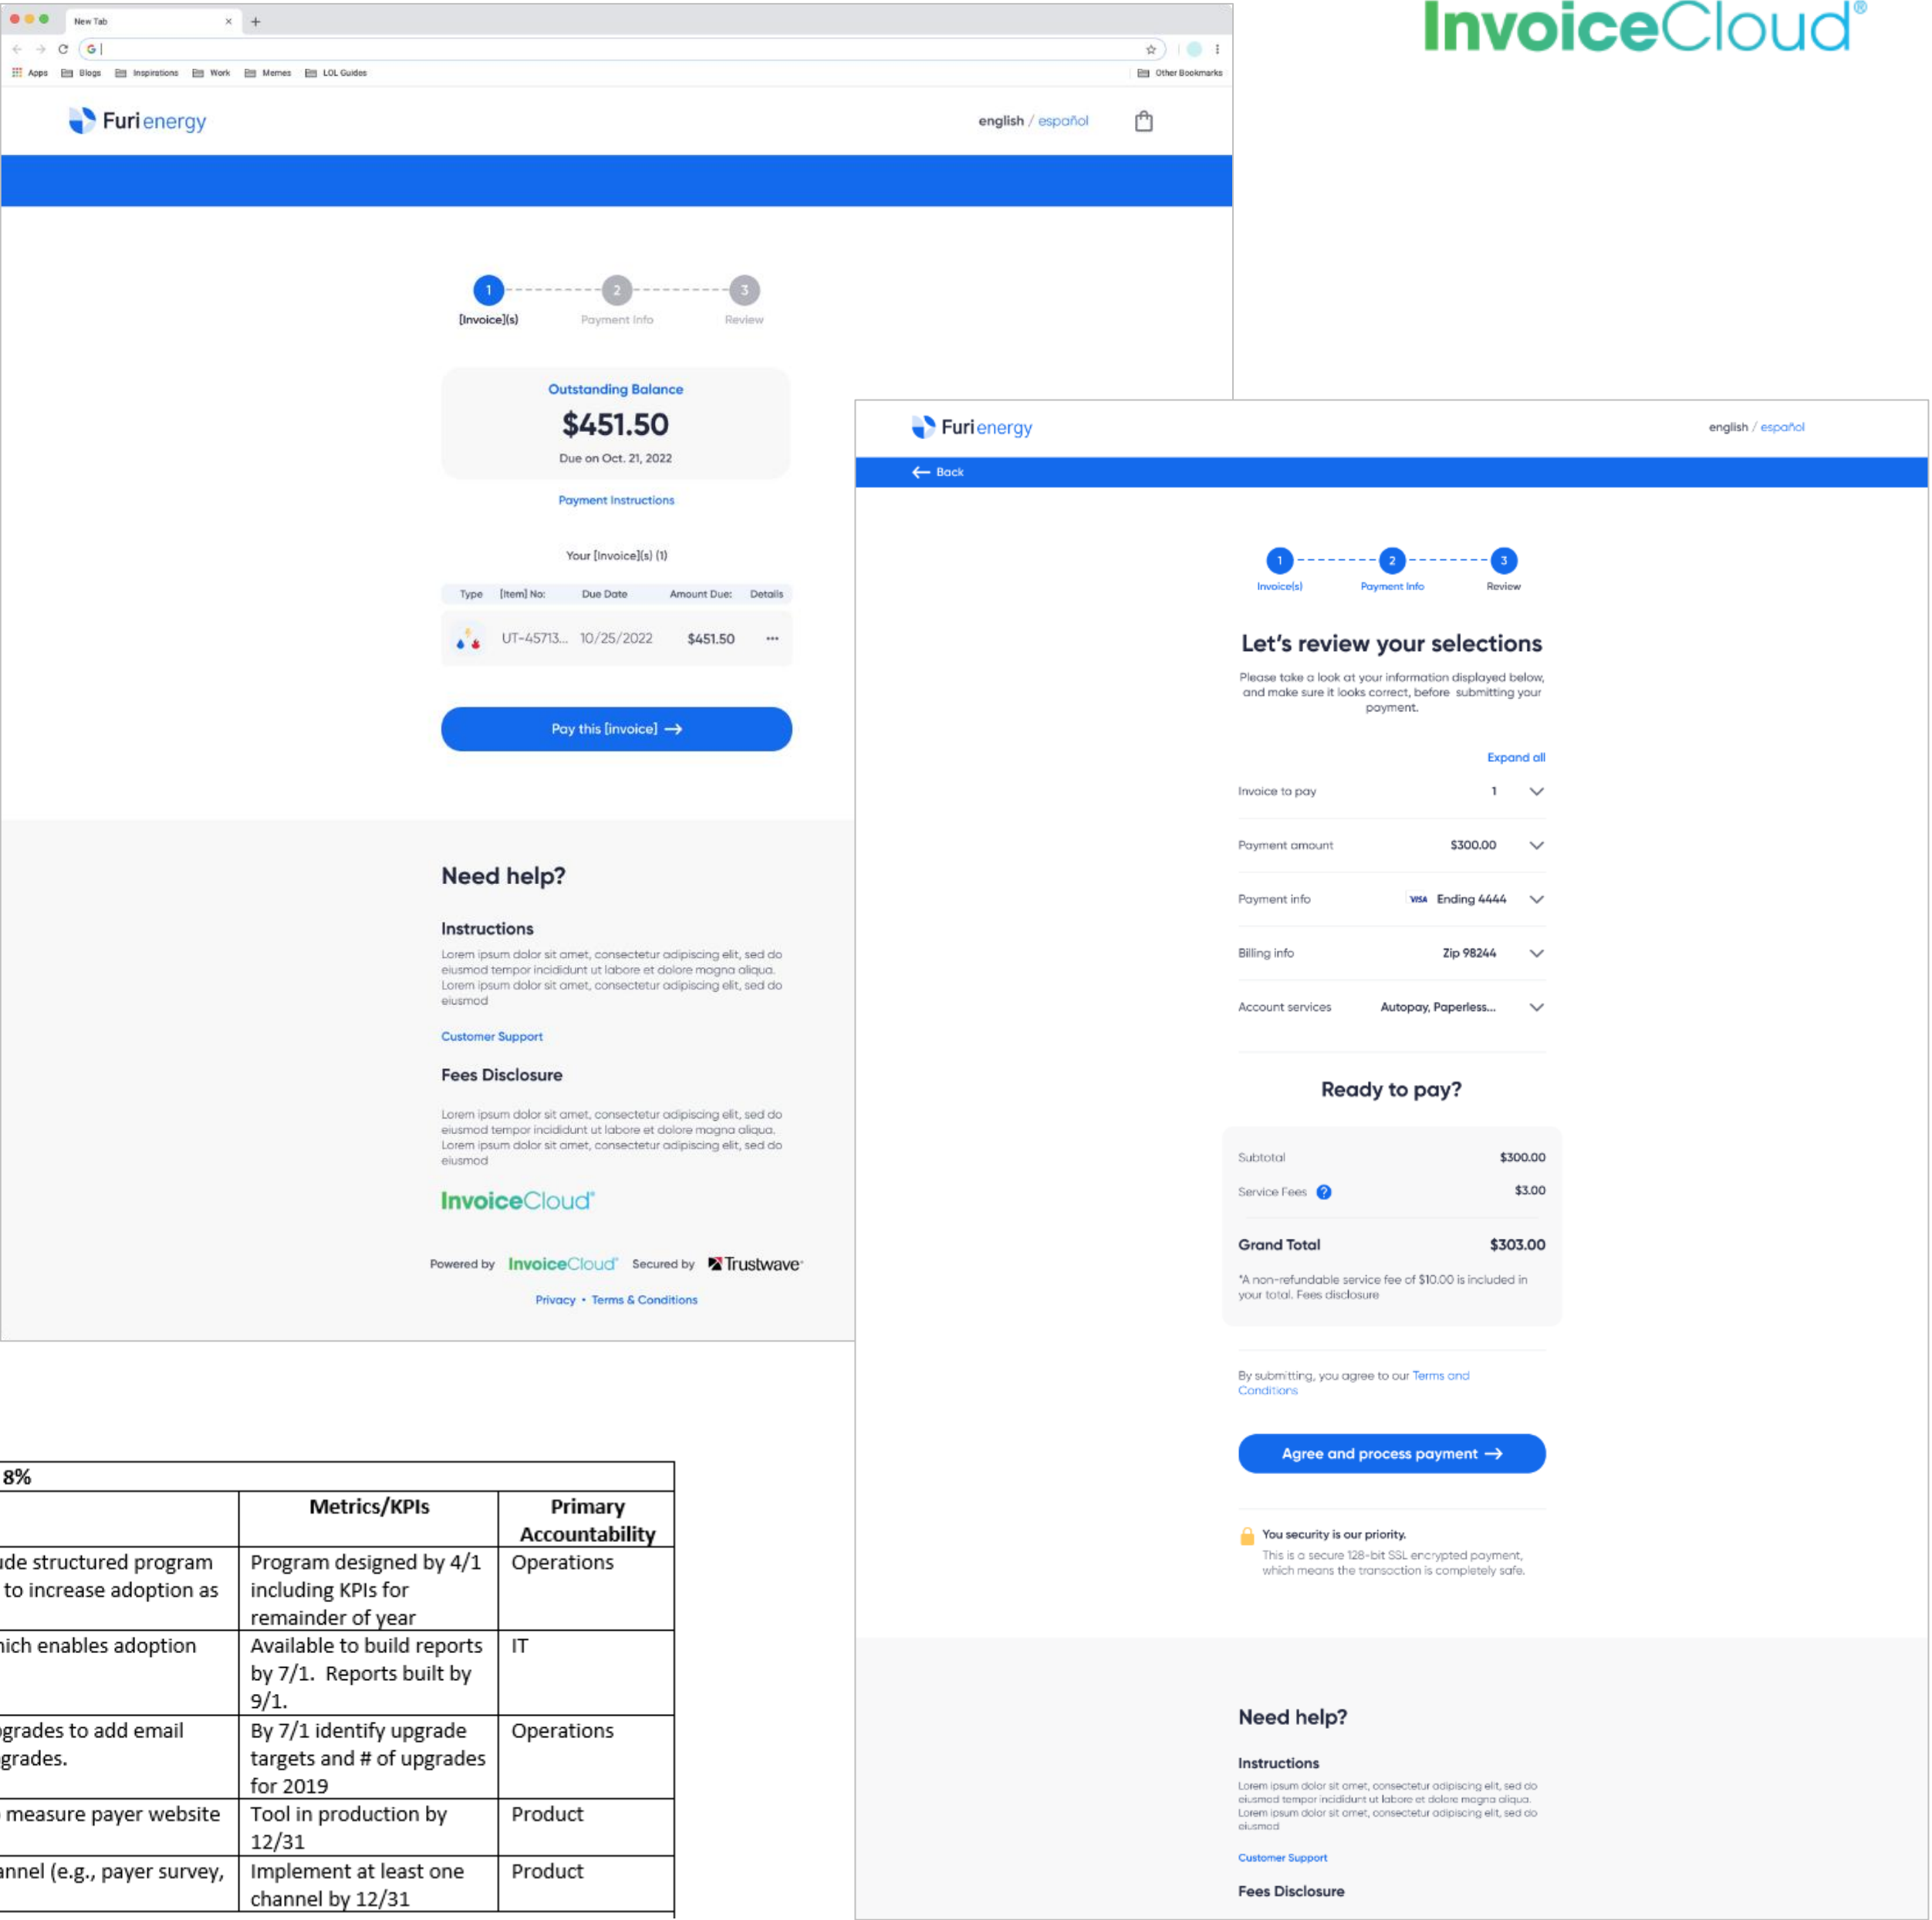 InvoiceCloud®
New Tab × +
G
Apps Blogs Inspirations Work Memes LOL Guides Other Bookmarks
Furi energy english / español
1 2 3
[Invoice](s) Payment Info Review
Outstanding Balance
$451.50
Due on Oct. 21, 2022
Payment Instructions
Your [Invoice](s) (1)
Type [Item] No: Due Date Amount Due: Details
UT-45713... 10/25/2022 $451.50 •••
Pay this [invoice] →
Need help?
Instructions
Lorem ipsum dolor sit amet, consectetur adipiscing elit, sed do
eiusmod tempor incididunt ut labore et dolore magna aliqua.
Lorem ipsum dolor sit amet, consectetur adipiscing elit, sed do
eiusmod
Customer Support
Fees Disclosure
Lorem ipsum dolor sit amet, consectetur adipiscing elit, sed do
eiusmod tempor incididunt ut labore et dolore magna aliqua.
Lorem ipsum dolor sit amet, consectetur adipiscing elit, sed do
eiusmod
InvoiceCloud®
Powered by InvoiceCloud® Secured by Trustwave®
Privacy • Terms & Conditions
Furi energy english / español
← Back
1 2 3
Invoice(s) Payment Info Review
Let's review your selections
Please take a look at your information displayed below,
and make sure it looks correct, before submitting your
payment.
Expand all
Invoice to pay 1
Payment amount $300.00
Payment info VISA Ending 4444
Billing info Zip 98244
Account services Autopay, Paperless...
Ready to pay?
Subtotal $300.00
Service Fees ? $3.00
Grand Total $303.00
*A non-refundable service fee of $10.00 is included in
your total. Fees disclosure
By submitting, you agree to our Terms and
Conditions
Agree and process payment →
You security is our priority.
This is a secure 128-bit SSL encrypted payment,
which means the transaction is completely safe.
Need help?
Instructions
Lorem ipsum dolor sit amet, consectetur adipiscing elit, sed do
eiusmod tempor incididunt ut labore et dolore magna aliqua.
Lorem ipsum dolor sit amet, consectetur adipiscing elit, sed do
eiusmod
Customer Support
Fees Disclosure
8%
Metrics/KPIs Primary
Accountability
structured program Program designed by 4/1 Operations
to increase adoption as including KPIs for
remainder of year
enables adoption Available to build reports IT
by 7/1. Reports built by
9/1.
to add email By 7/1 identify upgrade Operations
targets and # of upgrades
for 2019
measure payer website Tool in production by Product
12/31
(e.g., payer survey, Implement at least one Product
channel by 12/31